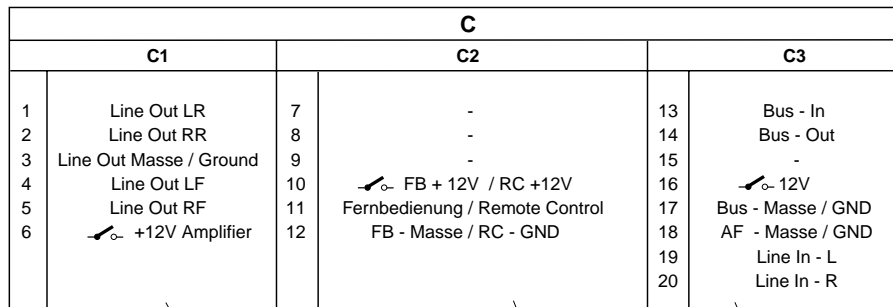 C
C1 C2 C3
1 Line Out LR 7 - 13 Bus - In
2 Line Out RR 8 - 14 Bus - Out
3 Line Out Masse / Ground 9 - 15 -
4 Line Out LF 10 FB + 12V / RC +12V 16 12V
5 Line Out RF 11 Fernbedienung / Remote Control 17 Bus - Masse / GND
6 +12V Amplifier 12 FB - Masse / RC - GND 18 AF - Masse / GND
19 Line In - L
20 Line In - R